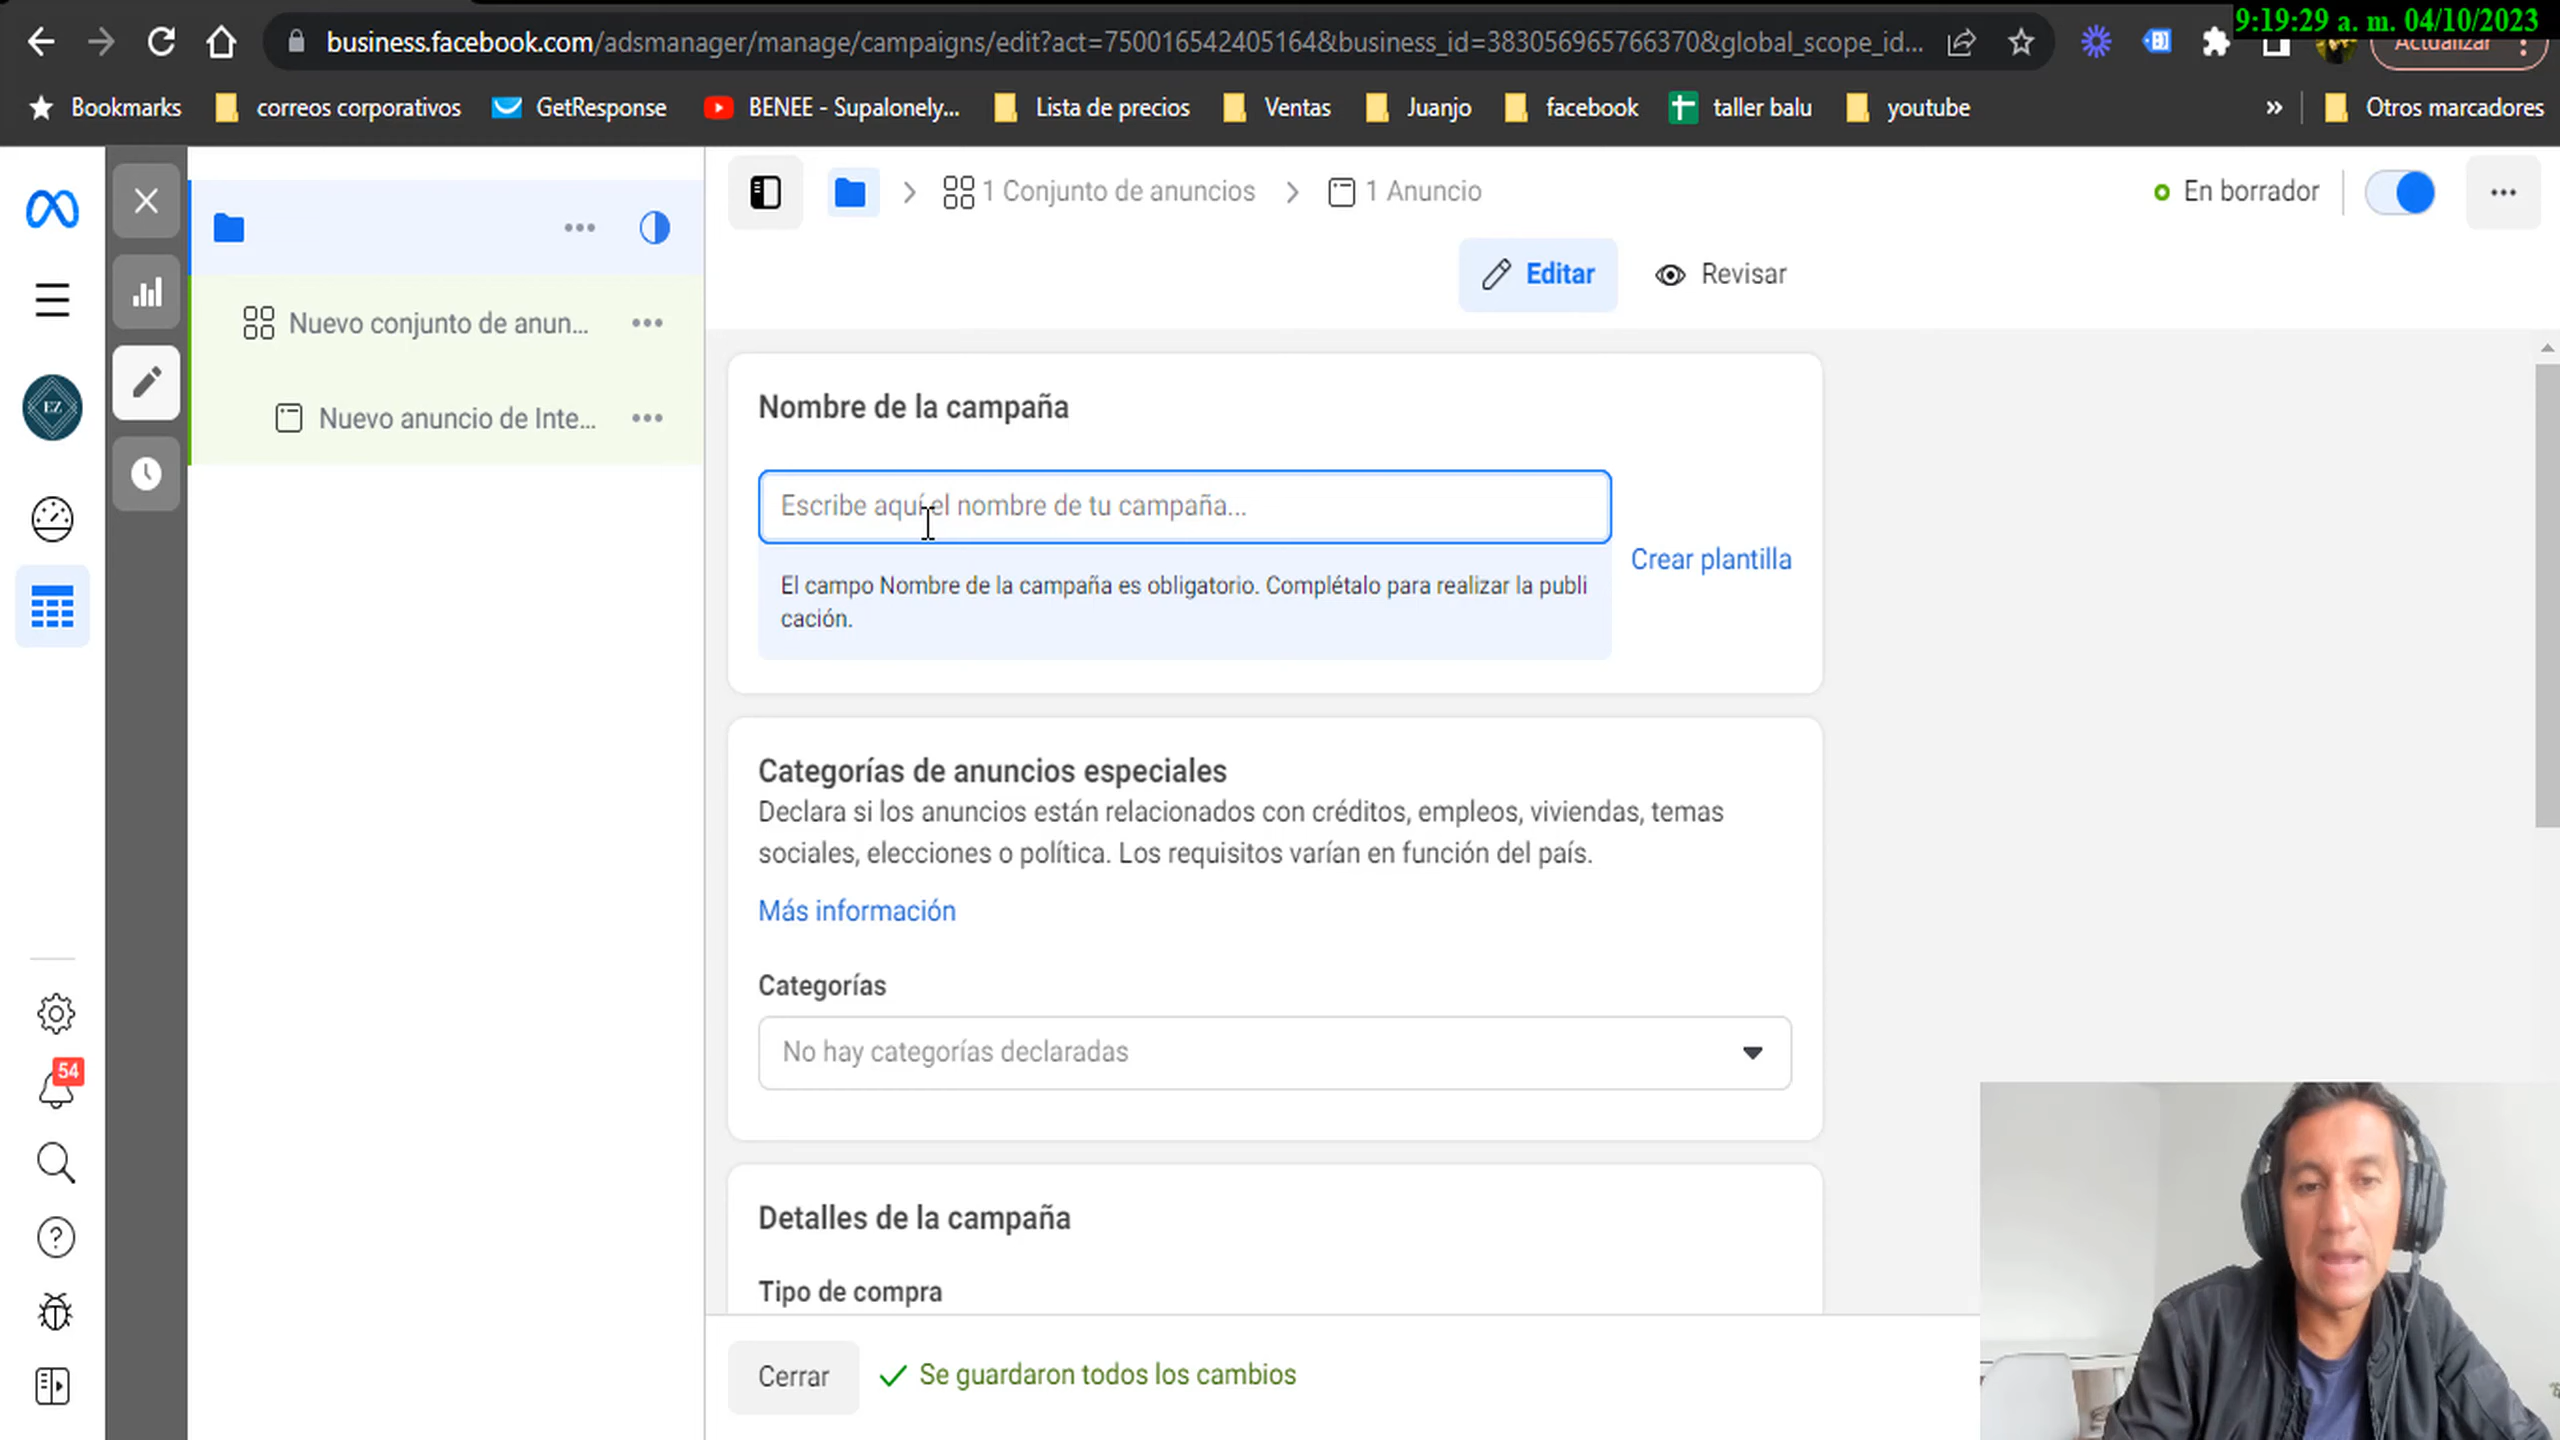 9:19:29 a. m. 04/10/2023
business.facebook.com/adsmanager/manage/campaigns/edit?act=750016542405164&business_id=383056965766370&global_scope_id...
Actualizar
Bookmarks
correos corporativos
GetResponse
BENEE - Supalonely...
Lista de precios
Ventas
Juanjo
facebook
taller balu
youtube
»
Otros marcadores
1 Conjunto de anuncios
1 Anuncio
En borrador
Editar
Revisar
Nuevo conjunto de anun...
Nuevo anuncio de Inte...
EZ
54
Nombre de la campaña
Escribe aquí el nombre de tu campaña...
El campo Nombre de la campaña es obligatorio. Complétalo para realizar la publi
cación.
Crear plantilla
Categorías de anuncios especiales
Declara si los anuncios están relacionados con créditos, empleos, viviendas, temas
sociales, elecciones o política. Los requisitos varían en función del país.
Más información
Categorías
No hay categorías declaradas
Detalles de la campaña
Tipo de compra
Cerrar
Se guardaron todos los cambios